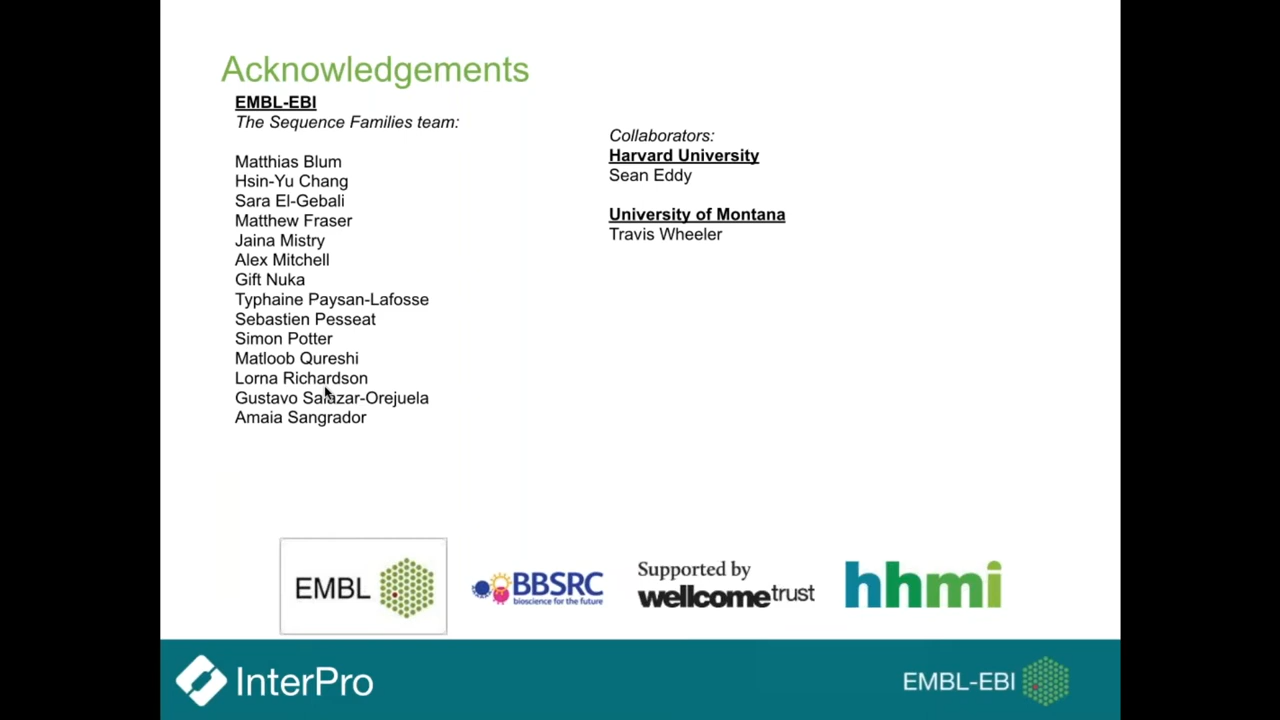 Acknowledgements
EMBL-EBI
The Sequence Families team:
Matthias Blum
Hsin-Yu Chang
Sara El-Gebali
Matthew Fraser
Jaina Mistry
Alex Mitchell
Gift Nuka
Typhaine Paysan-Lafosse
Sebastien Pesseat
Simon Potter
Matloob Qureshi
Lorna Richardson
Gustavo Salazar-Orejuela
Amaia Sangrador
Collaborators:
Harvard University
Sean Eddy
University of Montana
Travis Wheeler
EMBL
BBSRC
bioscience for the future
Supported by
wellcometrust
hhmi
InterPro
EMBL-EBI